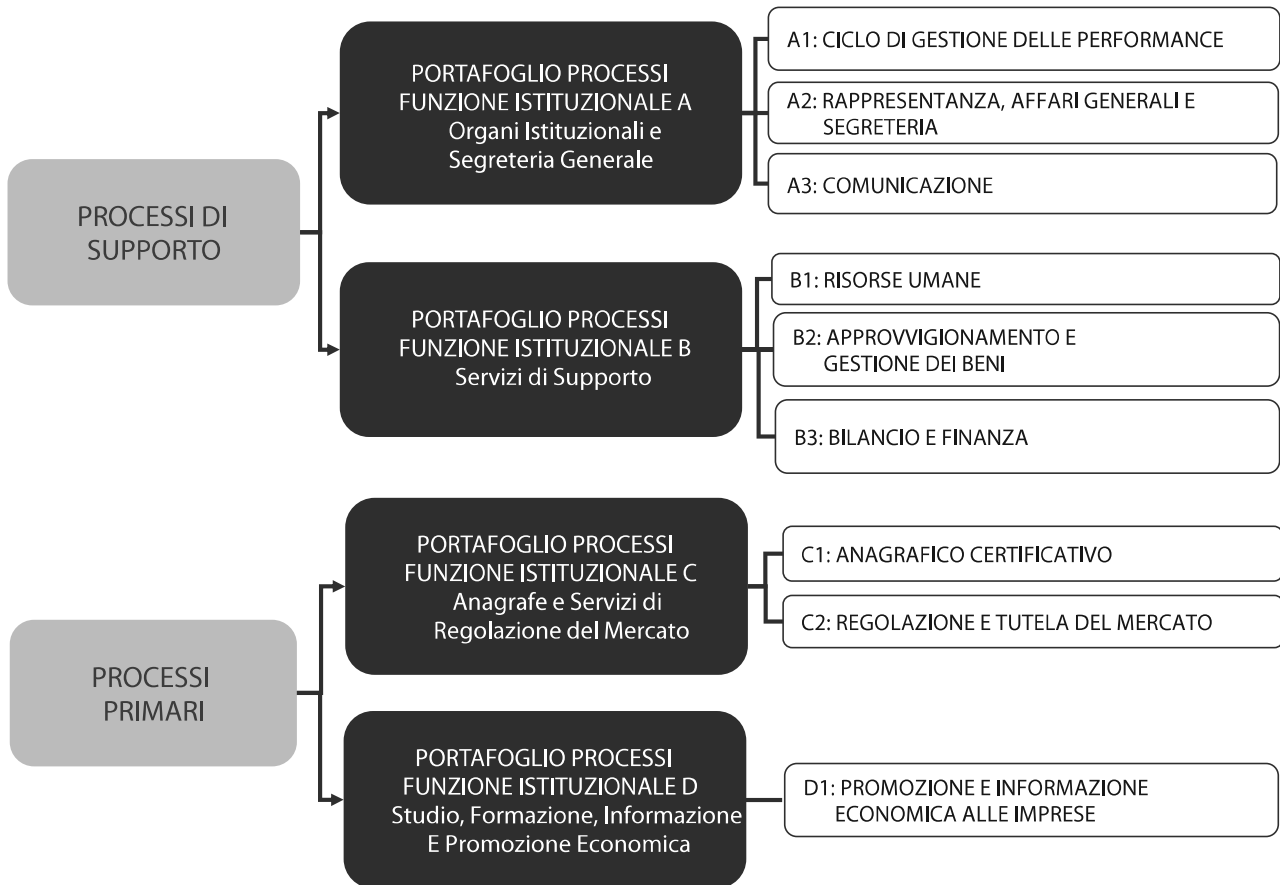 PROCESSI DI
SUPPORTO
PORTAFOGLIO PROCESSI
FUNZIONE ISTITUZIONALE A
Organi Istituzionali e
Segreteria Generale
A1: CICLO DI GESTIONE DELLE PERFORMANCE
A2: RAPPRESENTANZA, AFFARI GENERALI E
SEGRETERIA
A3: COMUNICAZIONE
PORTAFOGLIO PROCESSI
FUNZIONE ISTITUZIONALE B
Servizi di Supporto
B1: RISORSE UMANE
B2: APPROVVIGIONAMENTO E
GESTIONE DEI BENI
B3: BILANCIO E FINANZA
PROCESSI
PRIMARI
PORTAFOGLIO PROCESSI
FUNZIONE ISTITUZIONALE C
Anagrafe e Servizi di
Regolazione del Mercato
C1: ANAGRAFICO CERTIFICATIVO
C2: REGOLAZIONE E TUTELA DEL MERCATO
PORTAFOGLIO PROCESSI
FUNZIONE ISTITUZIONALE D
Studio, Formazione, Informazione
E Promozione Economica
D1: PROMOZIONE E INFORMAZIONE
ECONOMICA ALLE IMPRESE